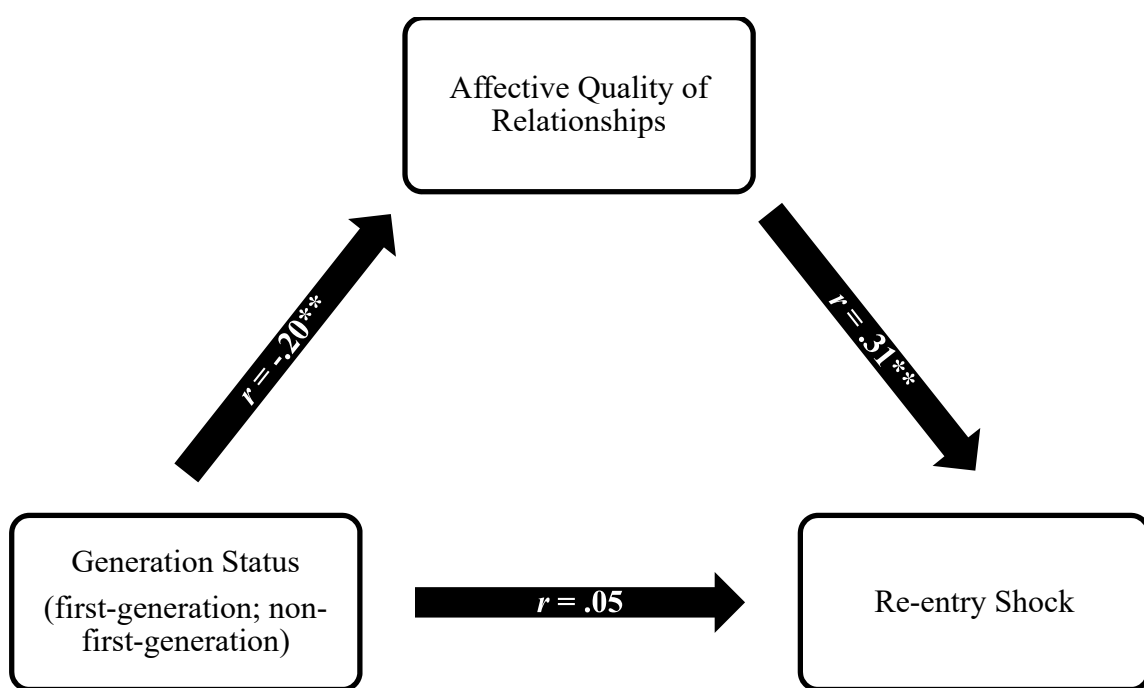 Affective Quality of
Relationships
r = -.20**
r = .31**
Generation Status
(first-generation; non-
first-generation)
r = .05
Re-entry Shock